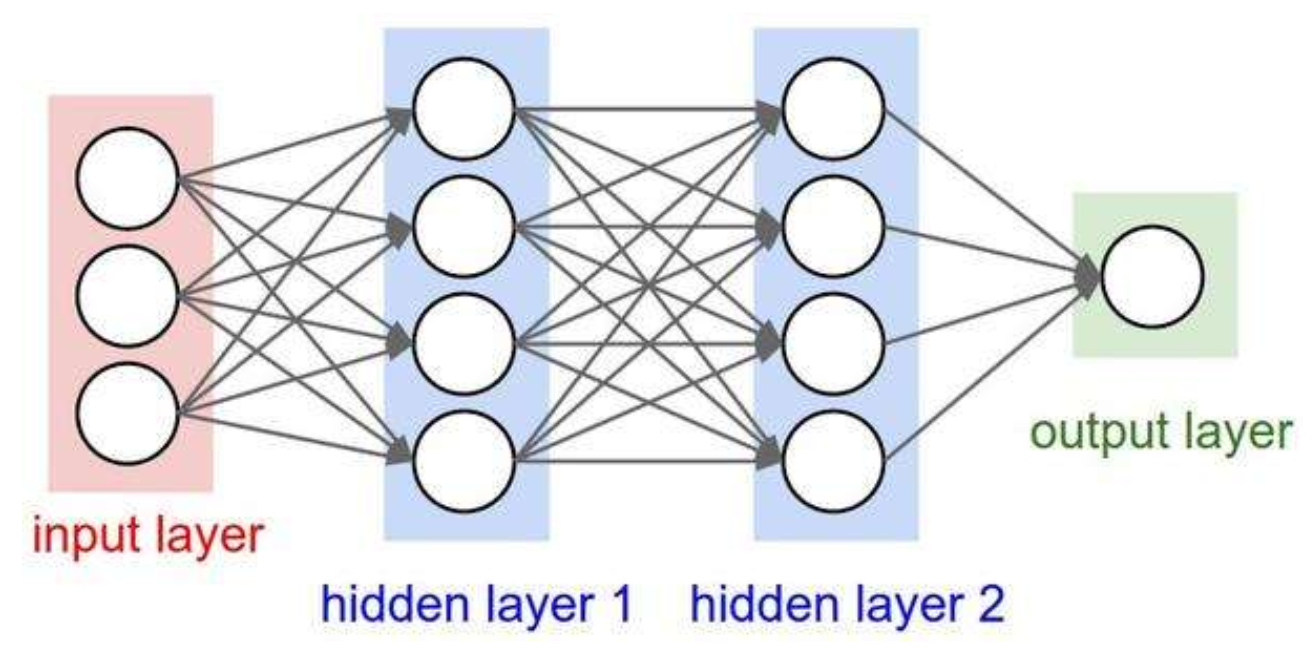 input layer
hidden layer 1
hidden layer 2
output layer